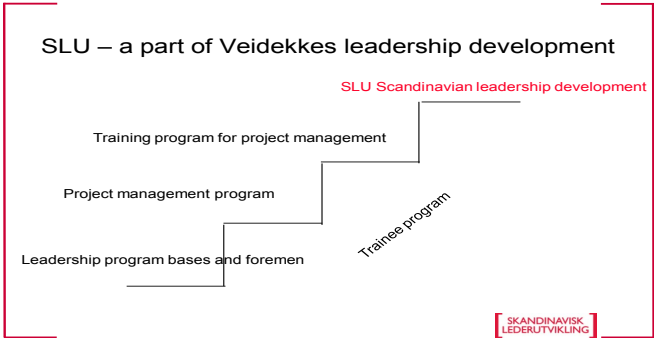 SLU – a part of Veidekkes leadership development
SLU Scandinavian leadership development
Training program for project management
Project management program
Trainee program
Leadership program bases and foremen
SKANDINAVISK
LEDERUTVIKLING